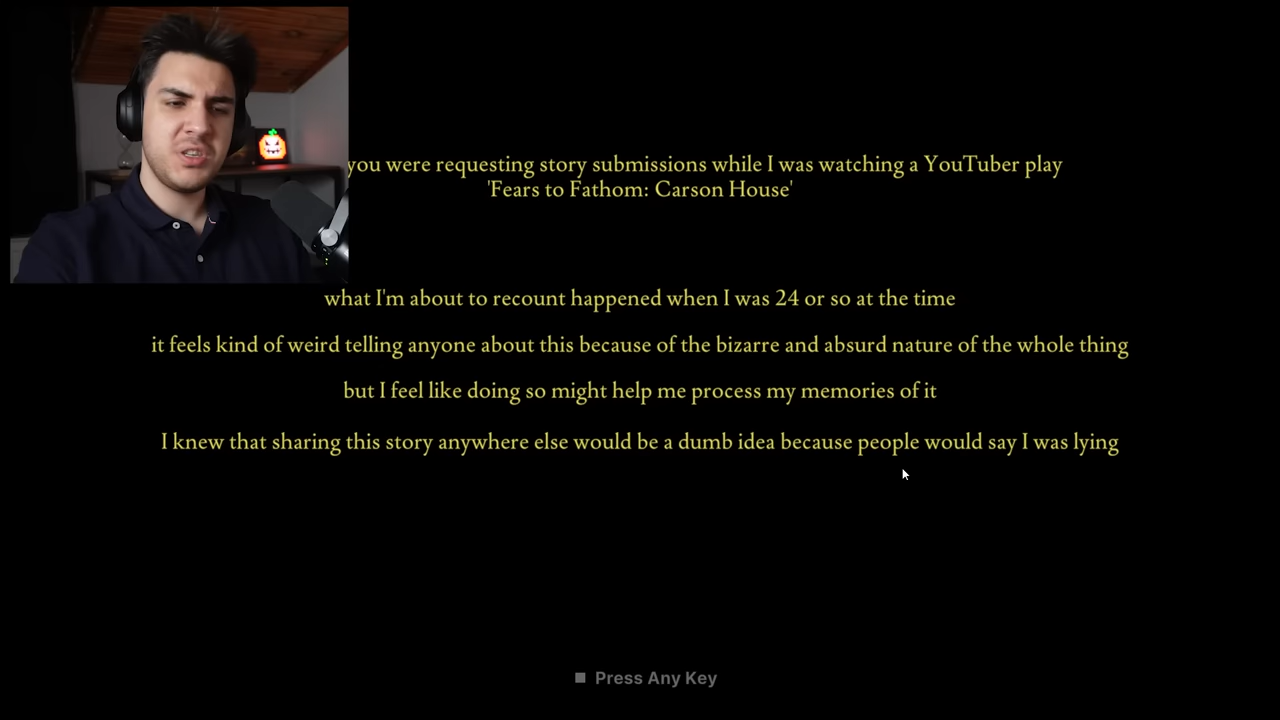 you were requesting story submissions while I was watching a YouTuber play
'Fears to Fathom: Carson House'
what I'm about to recount happened when I was 24 or so at the time
it feels kind of weird telling anyone about this because of the bizarre and absurd nature of the whole thing
but I feel like doing so might help me process my memories of it
I knew that sharing this story anywhere else would be a dumb idea because people would say I was lying
Press Any Key